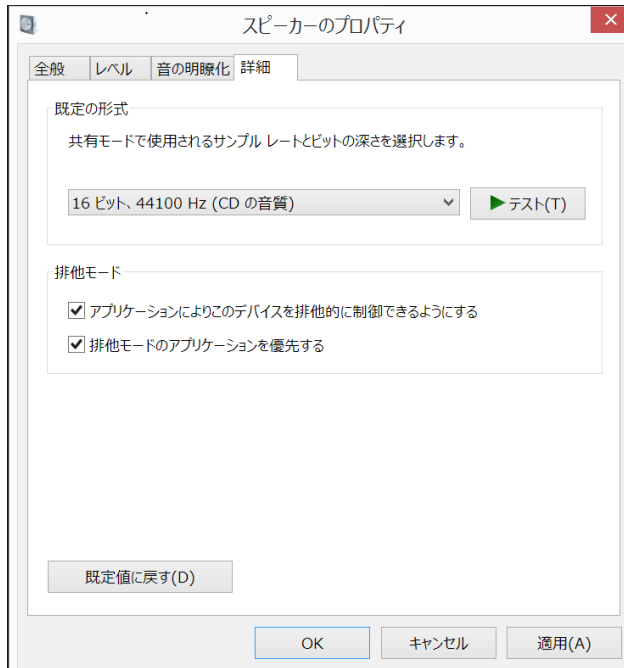 スピーカーのプロパティ
全般 レベル 音の明瞭化 詳細
既定の形式
共有モードで使用されるサンプル レートとビットの深さを選択します。
16 ビット、44100 Hz (CD の音質) テスト(T)
排他モード
アプリケーションによりこのデバイスを排他的に制御できるようにする
排他モードのアプリケーションを優先する
既定値に戻す(D)
OK キャンセル 適用(A)